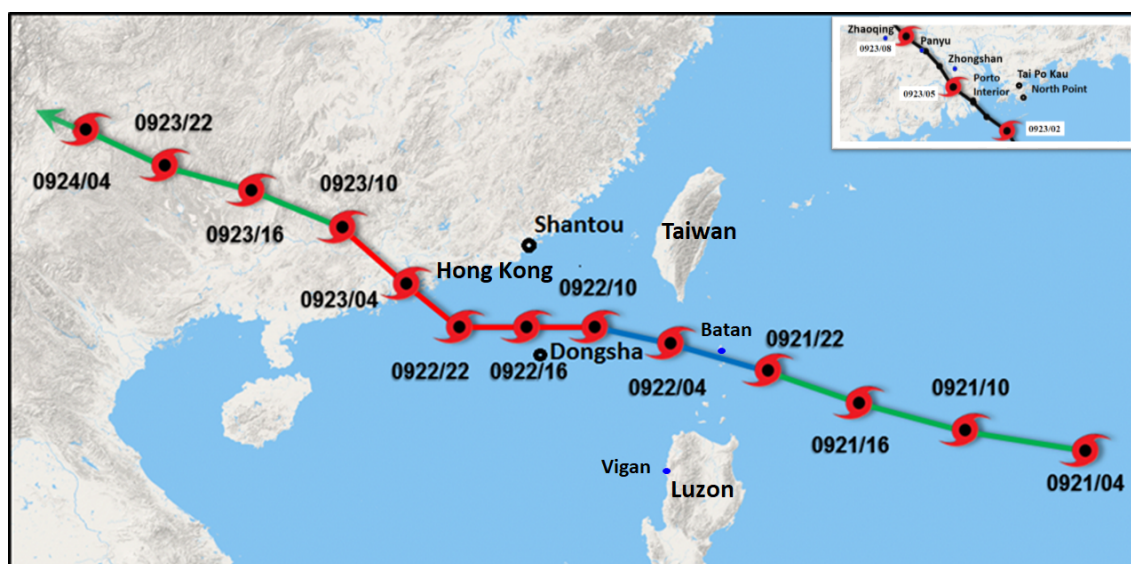 Zhaoqing
0923/08
Panyu
Zhongshan
Tai Po Kau
Porto
Interior
0923/05
North Point
0923/02
0923/22
0924/04
0923/10
0923/16
Shantou
Taiwan
Hong Kong
0923/04
0922/10
Batan
0921/22
Dongsha
0922/22
0922/16
0922/04
0921/10
0921/16
Vigan
Luzon
0921/04